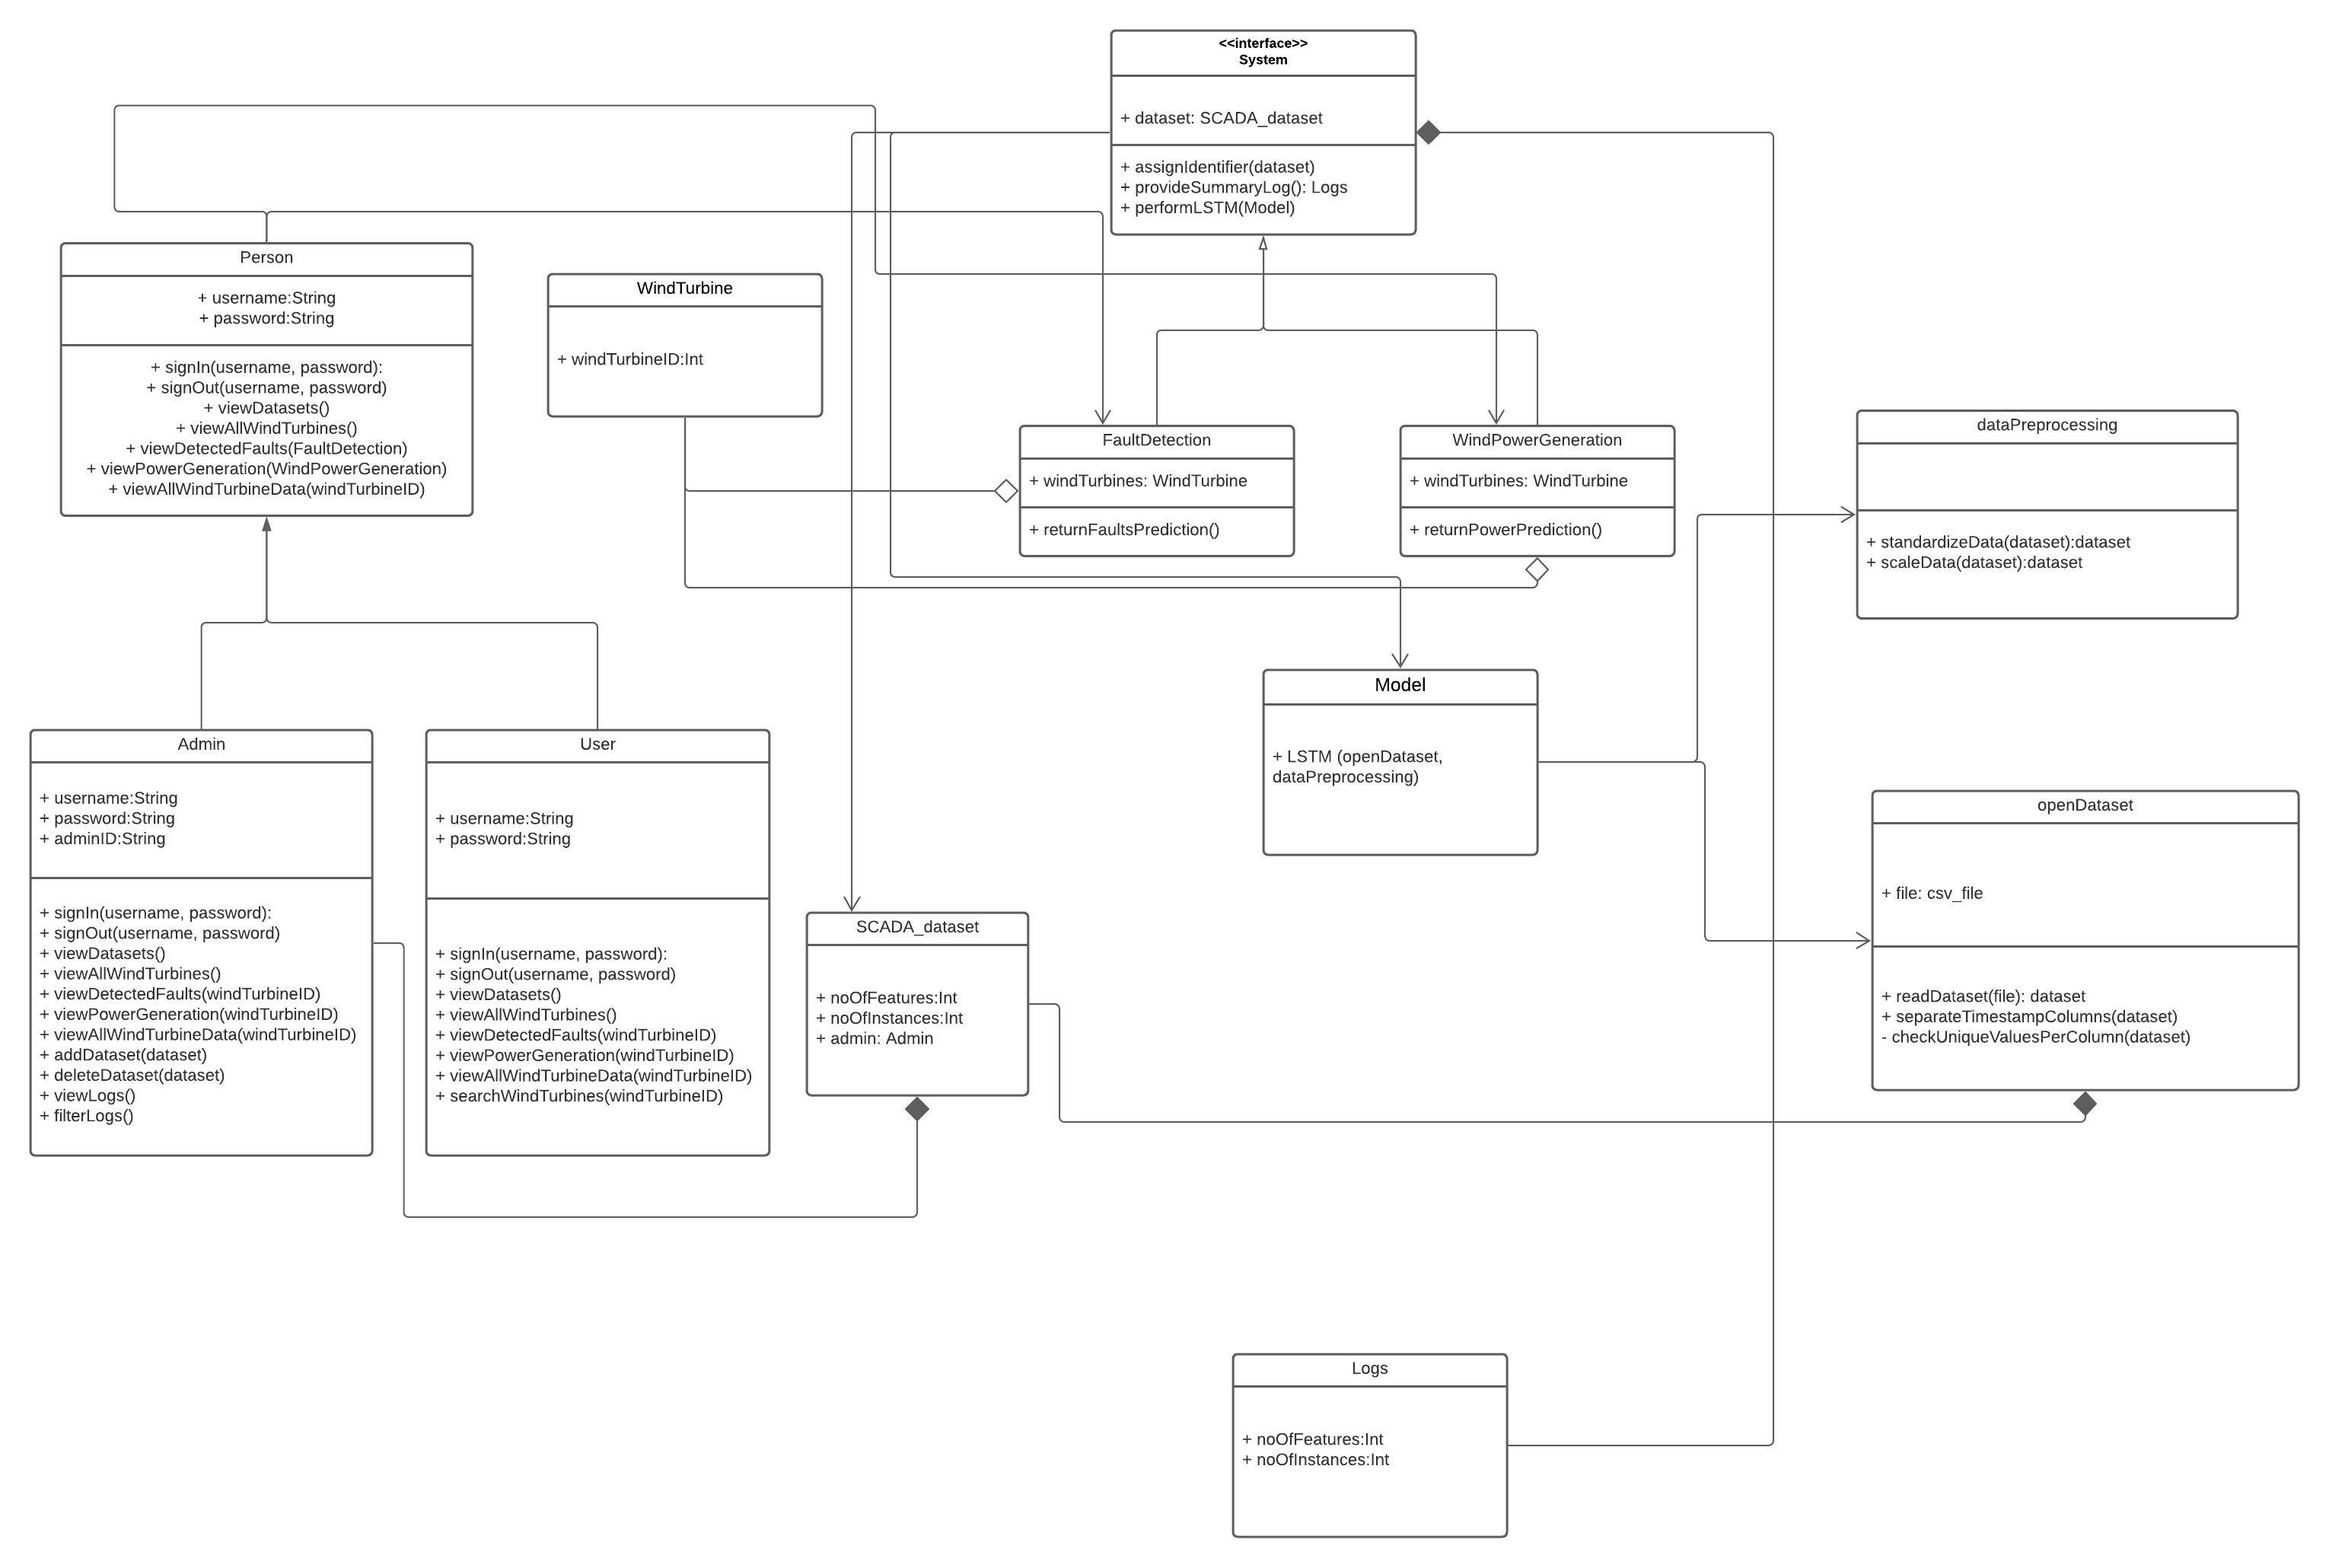 <<interface>>
System
+ dataset: SCADA_dataset
+ assignIdentifier(dataset)
+ provideSummaryLog(): Logs
+ performLSTM(Model)
Person
+ username:String
+ password:String
+ signIn(username, password):
+ signOut(username, password)
+ viewDatasets()
+ viewAllWindTurbines()
+ viewDetectedFaults(FaultDetection)
+ viewPowerGeneration(WindPowerGeneration)
+ viewAllWindTurbineData(windTurbineID)
WindTurbine
+ windTurbineID:Int
FaultDetection
+ windTurbines: WindTurbine
+ returnFaultsPrediction()
WindPowerGeneration
+ windTurbines: WindTurbine
+ returnPowerPrediction()
dataPreprocessing
+ standardizeData(dataset):dataset
+ scaleData(dataset):dataset
Model
+ LSTM (openDataset,
dataPreprocessing)
Admin
+ username:String
+ password:String
+ adminID:String
+ signIn(username, password):
+ signOut(username, password)
+ viewDatasets()
+ viewAllWindTurbines()
+ viewDetectedFaults(windTurbineID)
+ viewPowerGeneration(windTurbineID)
+ viewAllWindTurbineData(windTurbineID)
+ addDataset(dataset)
+ deleteDataset(dataset)
+ viewLogs()
+ filterLogs()
User
+ username:String
+ password:String
+ signIn(username, password):
+ signOut(username, password)
+ viewDatasets()
+ viewAllWindTurbines()
+ viewDetectedFaults(windTurbineID)
+ viewPowerGeneration(windTurbineID)
+ viewAllWindTurbineData(windTurbineID)
+ searchWindTurbines(windTurbineID)
SCADA_dataset
+ noOfFeatures:Int
+ noOfInstances:Int
+ admin: Admin
openDataset
+ file: csv_file
+ readDataset(file): dataset
+ separateTimestampColumns(dataset)
- checkUniqueValuesPerColumn(dataset)
Logs
+ noOfFeatures:Int
+ noOfInstances:Int